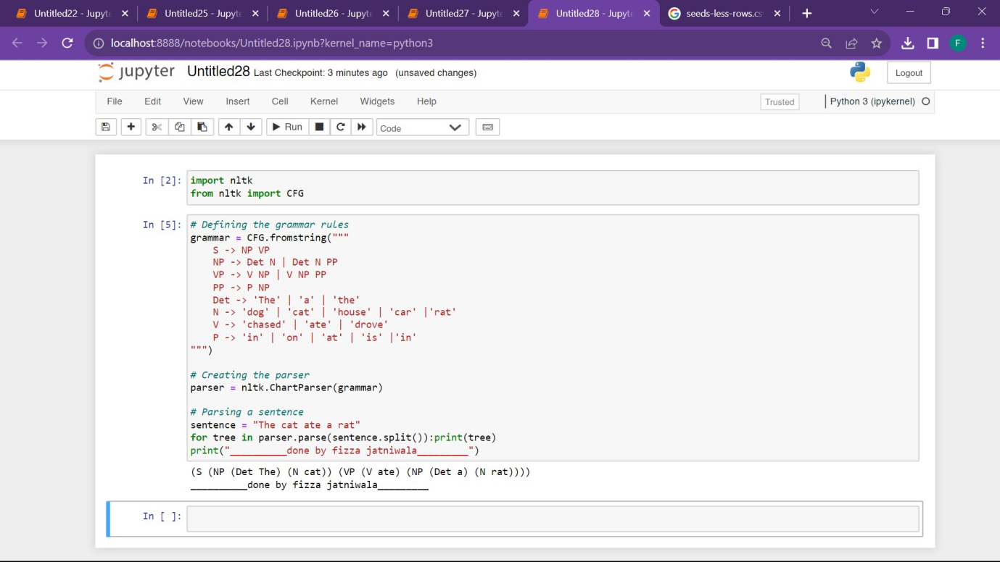 Untitled22 - Jupyte
Untitled25 - Jupyte
Untitled26 - Jupyte
Untitled27 - Jupyte
Untitled28 - Jupyte
seeds-less-rows.cs
localhost:8888/notebooks/Untitled28.ipynb?kernel_name=python3
F
jupyter Untitled28 Last Checkpoint: 3 minutes ago (unsaved changes)
Logout
File Edit View Insert Cell Kernel Widgets Help
Trusted
Python 3 (ipykernel)
Run
Code
In [2]:
import nltk
from nltk import CFG
In [5]:
# Defining the grammar rules
grammar = CFG.fromstring("""
    S -> NP VP
    NP -> Det N | Det N PP
    VP -> V NP | V NP PP
    PP -> P NP
    Det -> 'The' | 'a' | 'the'
    N -> 'dog' | 'cat' | 'house' | 'car' |'rat'
    V -> 'chased' | 'ate' | 'drove'
    P -> 'in' | 'on' | 'at' | 'is' |'in'
""")
# Creating the parser
parser = nltk.ChartParser(grammar)
# Parsing a sentence
sentence = "The cat ate a rat"
for tree in parser.parse(sentence.split()):print(tree)
print("__________done by fizza jatniwala_________")
(S (NP (Det The) (N cat)) (VP (V ate) (NP (Det a) (N rat))))
__________done by fizza jatniwala_________
In [ ]: